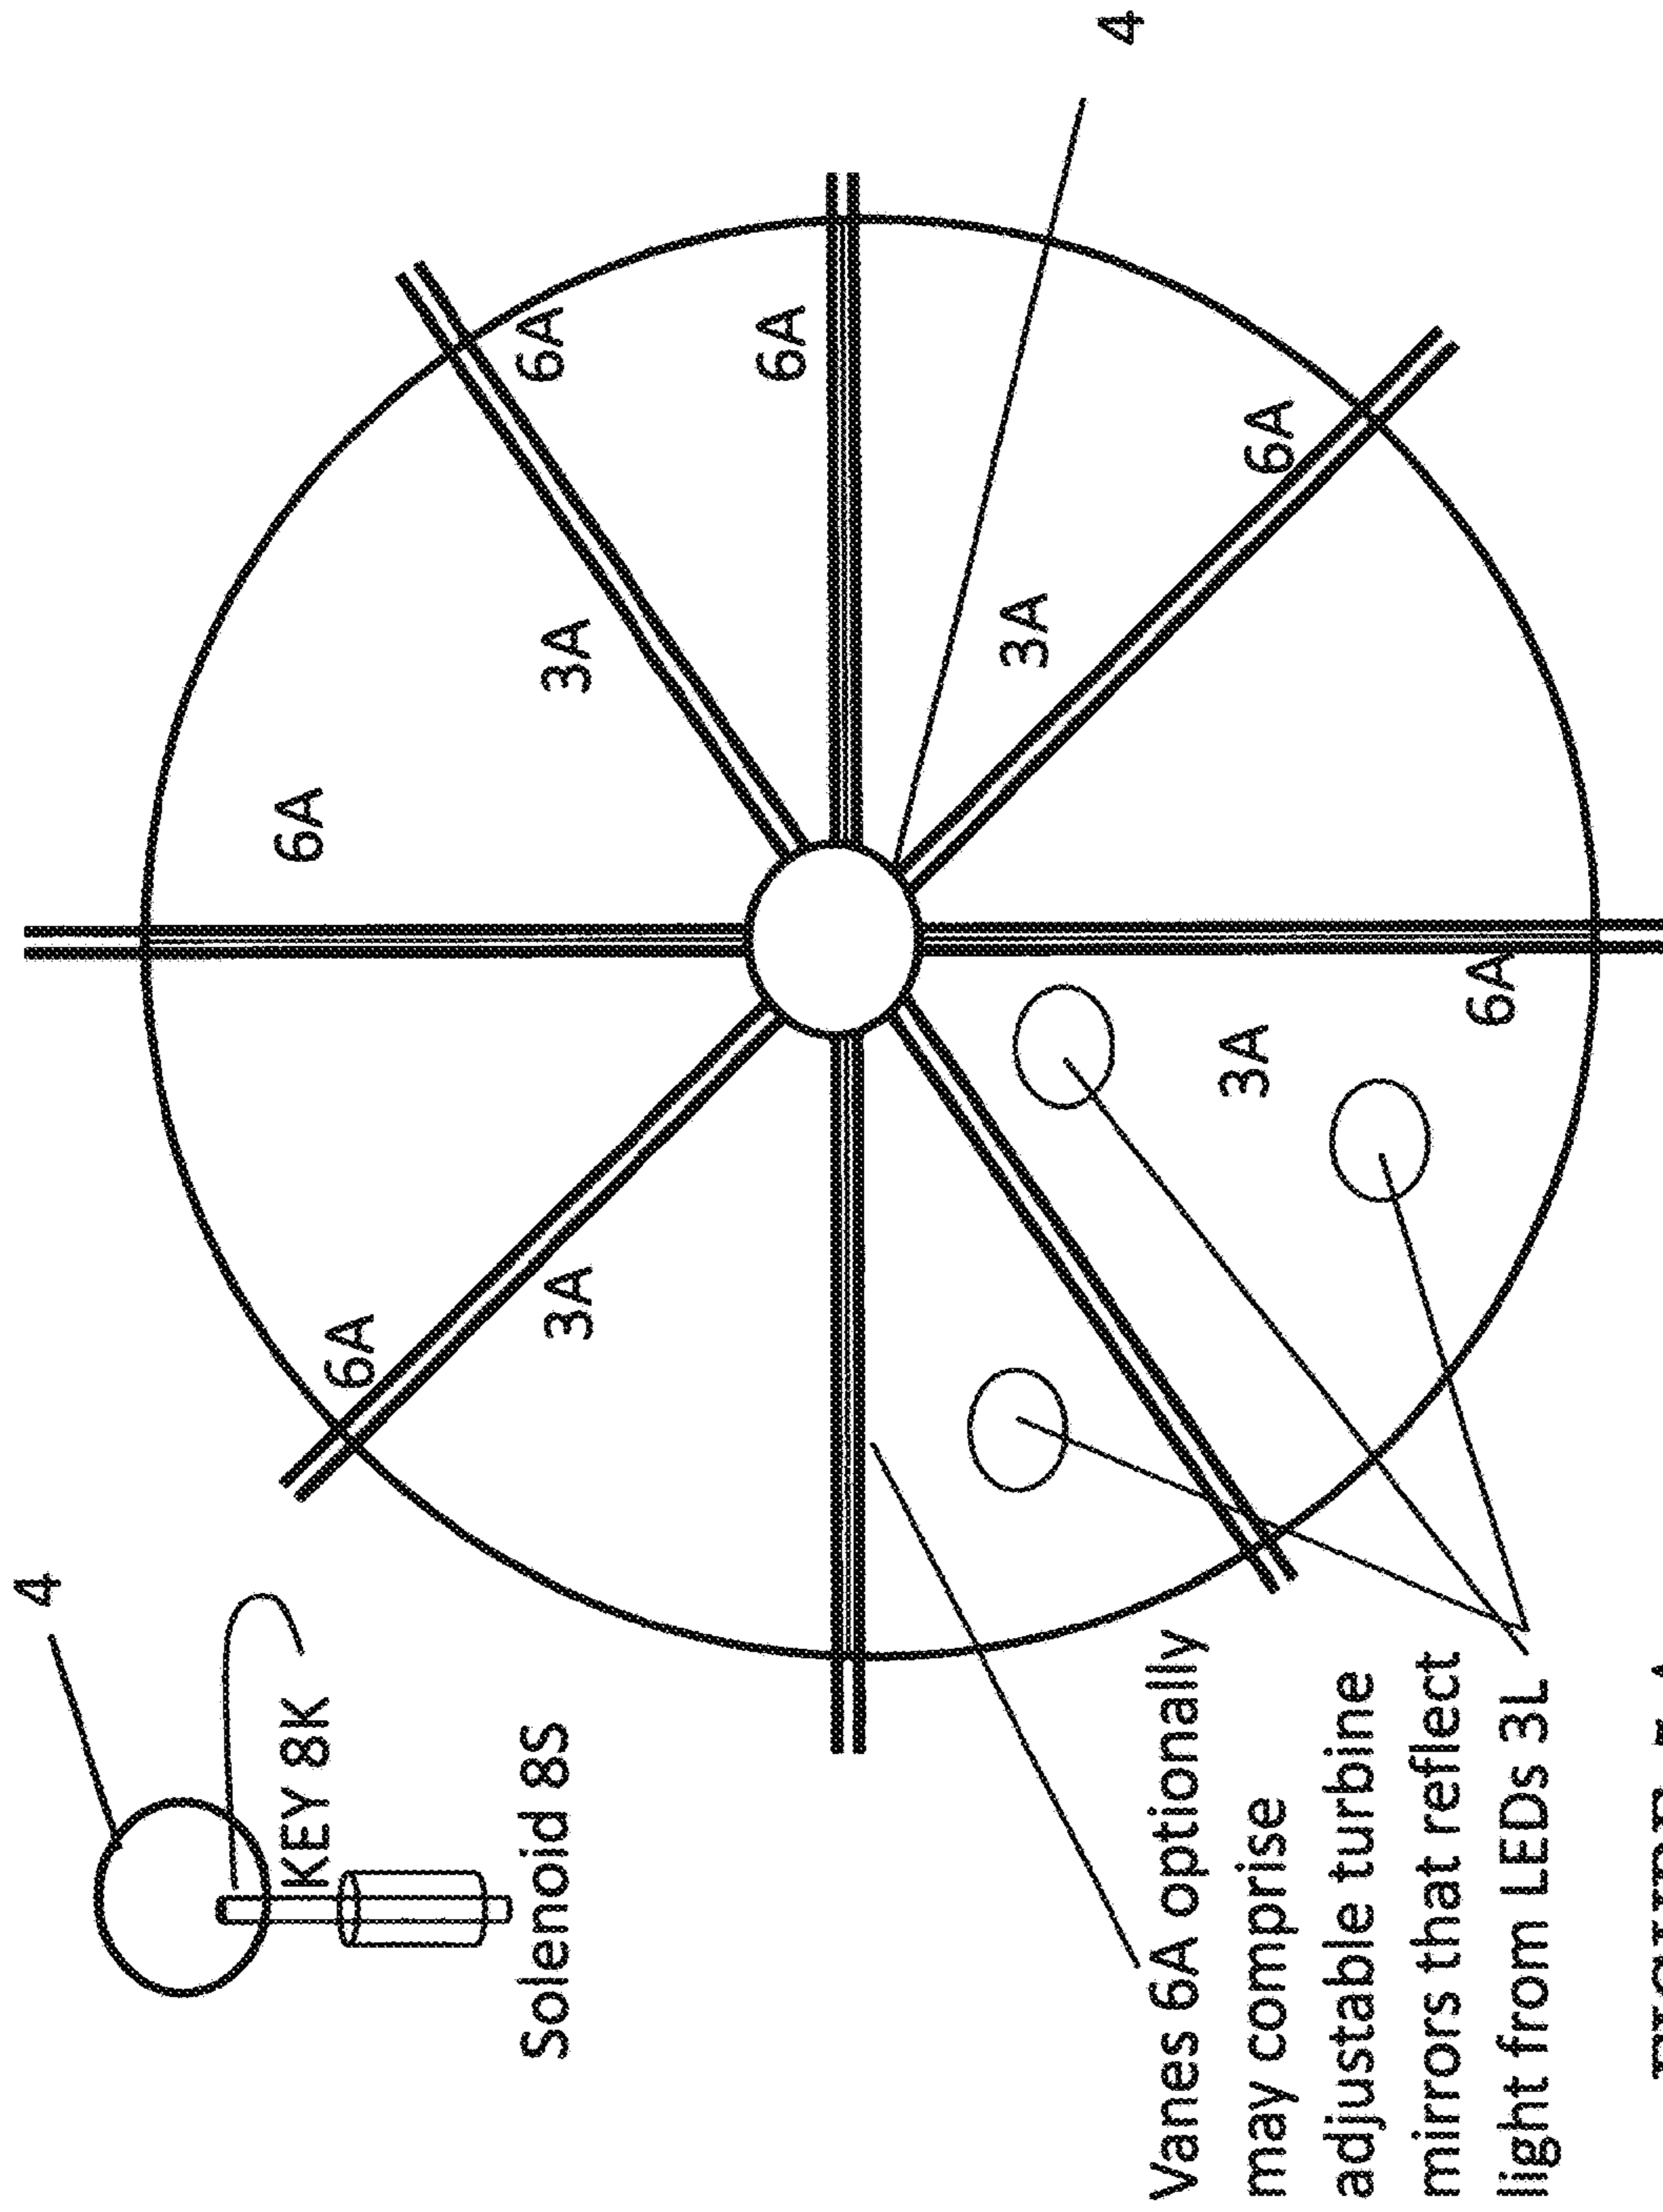 4
KEY 8K
Solenoid 8S
6A
6A
3A
3A
6A
6A
3A
6A
4
3A
6A
Vanes 6A optionally
may comprise
adjustable turbine
mirrors that reflect
light from LEDs 3L
FIGURE